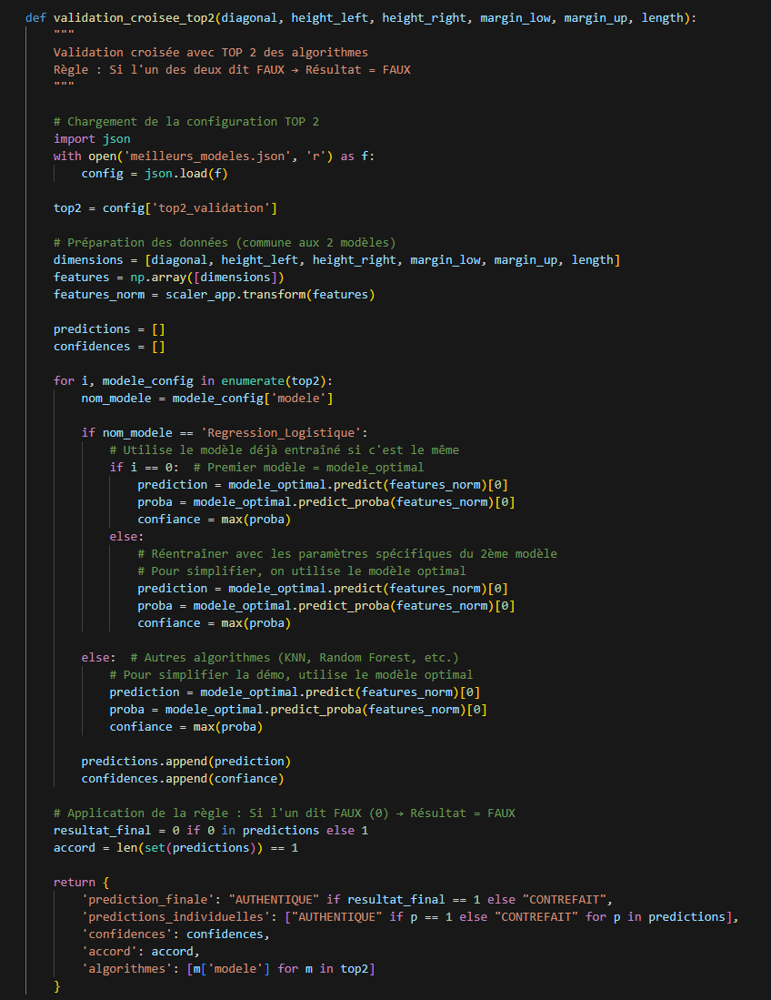 def validation_croisee_top2(diagonal, height_left, height_right, margin_low, margin_up, length):
    """
    Validation croisée avec TOP 2 des algorithmes
    Règle : Si l'un des deux dit FAUX → Résultat = FAUX
    """

    # Chargement de la configuration TOP 2
    import json
    with open('meilleurs_modeles.json', 'r') as f:
        config = json.load(f)

    top2 = config['top2_validation']

    # Préparation des données (commune aux 2 modèles)
    dimensions = [diagonal, height_left, height_right, margin_low, margin_up, length]
    features = np.array([dimensions])
    features_norm = scaler_app.transform(features)

    predictions = []
    confidences = []

    for i, modele_config in enumerate(top2):
        nom_modele = modele_config['modele']

        if nom_modele == 'Regression_Logistique':
            # Utilise le modèle déjà entraîné si c'est le même
            if i == 0:  # Premier modèle = modele_optimal
                prediction = modele_optimal.predict(features_norm)[0]
                proba = modele_optimal.predict_proba(features_norm)[0]
                confiance = max(proba)
            else:
                # Réentraîner avec les paramètres spécifiques du 2ème modèle
                # Pour simplifier, on utilise le modèle optimal
                prediction = modele_optimal.predict(features_norm)[0]
                proba = modele_optimal.predict_proba(features_norm)[0]
                confiance = max(proba)

        else:  # Autres algorithmes (KNN, Random Forest, etc.)
            # Pour simplifier la démo, utilise le modèle optimal
            prediction = modele_optimal.predict(features_norm)[0]
            proba = modele_optimal.predict_proba(features_norm)[0]
            confiance = max(proba)

        predictions.append(prediction)
        confidences.append(confiance)

    # Application de la règle : Si l'un dit FAUX (0) → Résultat = FAUX
    resultat_final = 0 if 0 in predictions else 1
    accord = len(set(predictions)) == 1

    return {
        'prediction_finale': "AUTHENTIQUE" if resultat_final == 1 else "CONTREFAIT",
        'predictions_individuelles': ["AUTHENTIQUE" if p == 1 else "CONTREFAIT" for p in predictions],
        'confidences': confidences,
        'accord': accord,
        'algorithmes': [m['modele'] for m in top2]
    }